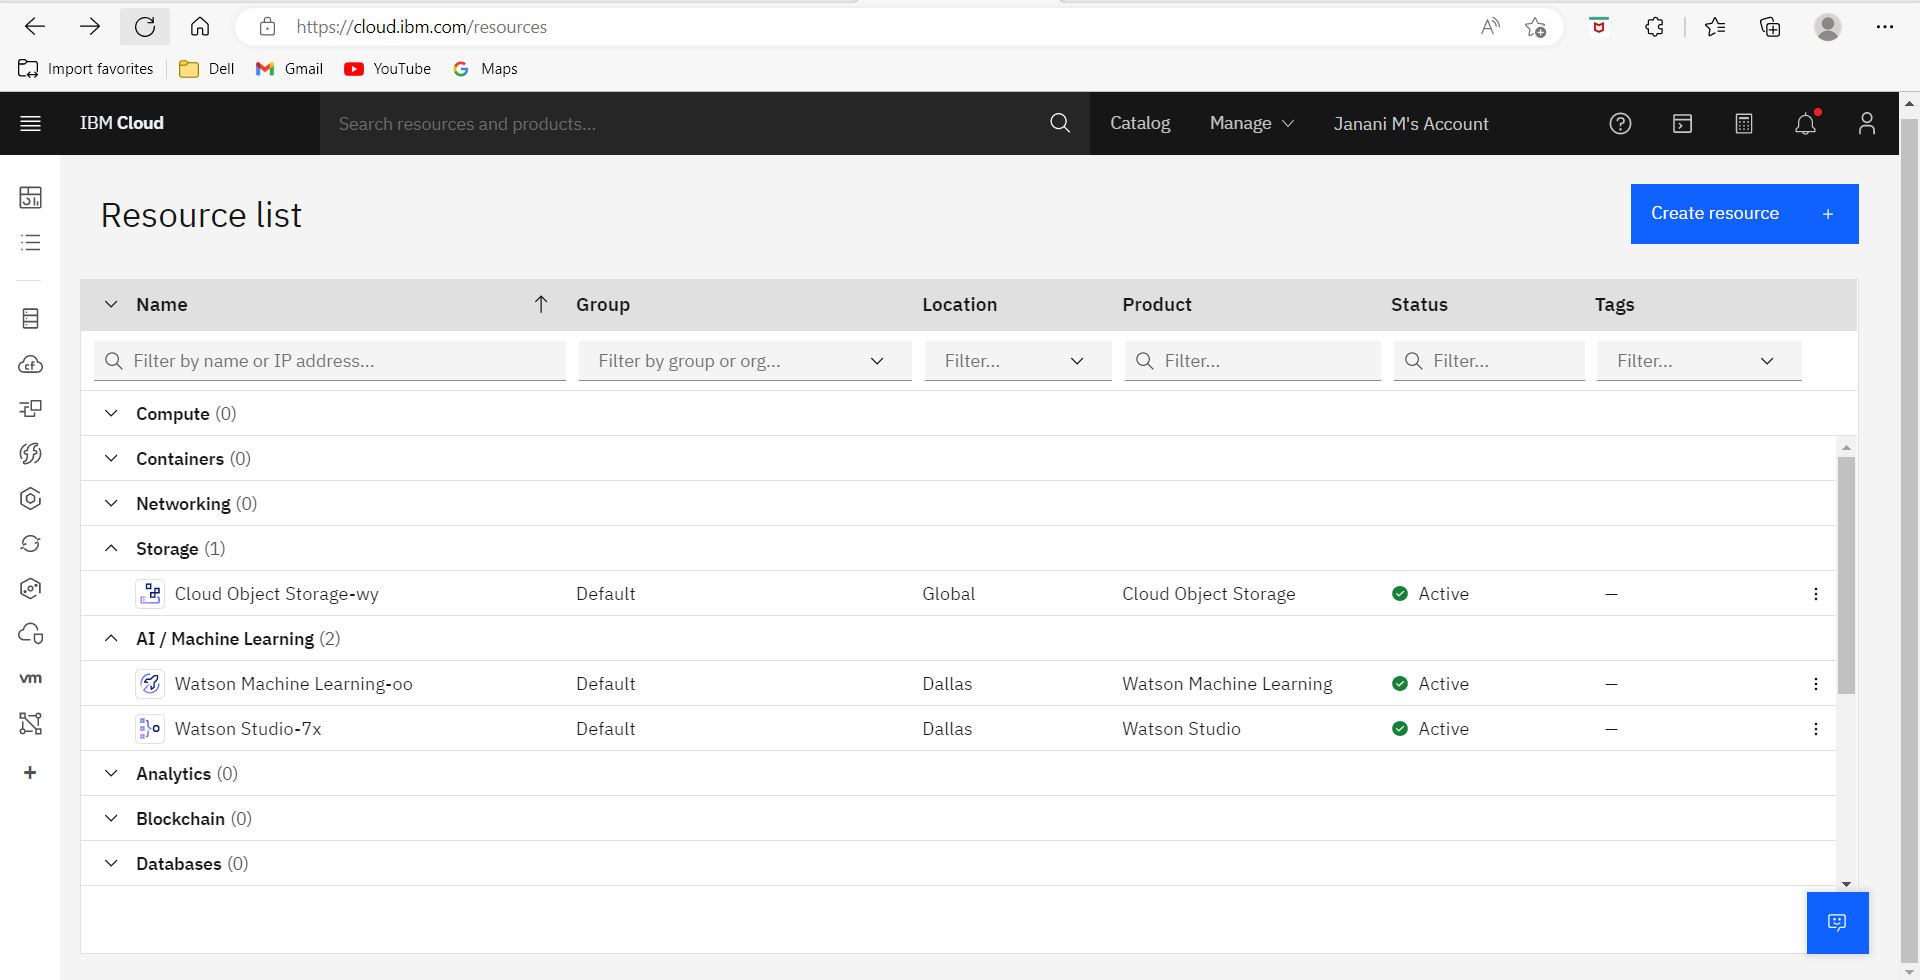 https://cloud.ibm.com/resources
Import favorites Dell Gmail YouTube Maps
IBM Cloud Search resources and products... Catalog Manage Janani M's Account
Resource list
Create resource +
Name Group Location Product Status Tags
Filter by name or IP address... Filter by group or org... Filter... Filter... Filter... Filter...
Compute (0)
Containers (0)
Networking (0)
Storage (1)
Cloud Object Storage-wy Default Global Cloud Object Storage Active —
AI / Machine Learning (2)
Watson Machine Learning-oo Default Dallas Watson Machine Learning Active —
Watson Studio-7x Default Dallas Watson Studio Active —
vm
Analytics (0)
Blockchain (0)
Databases (0)